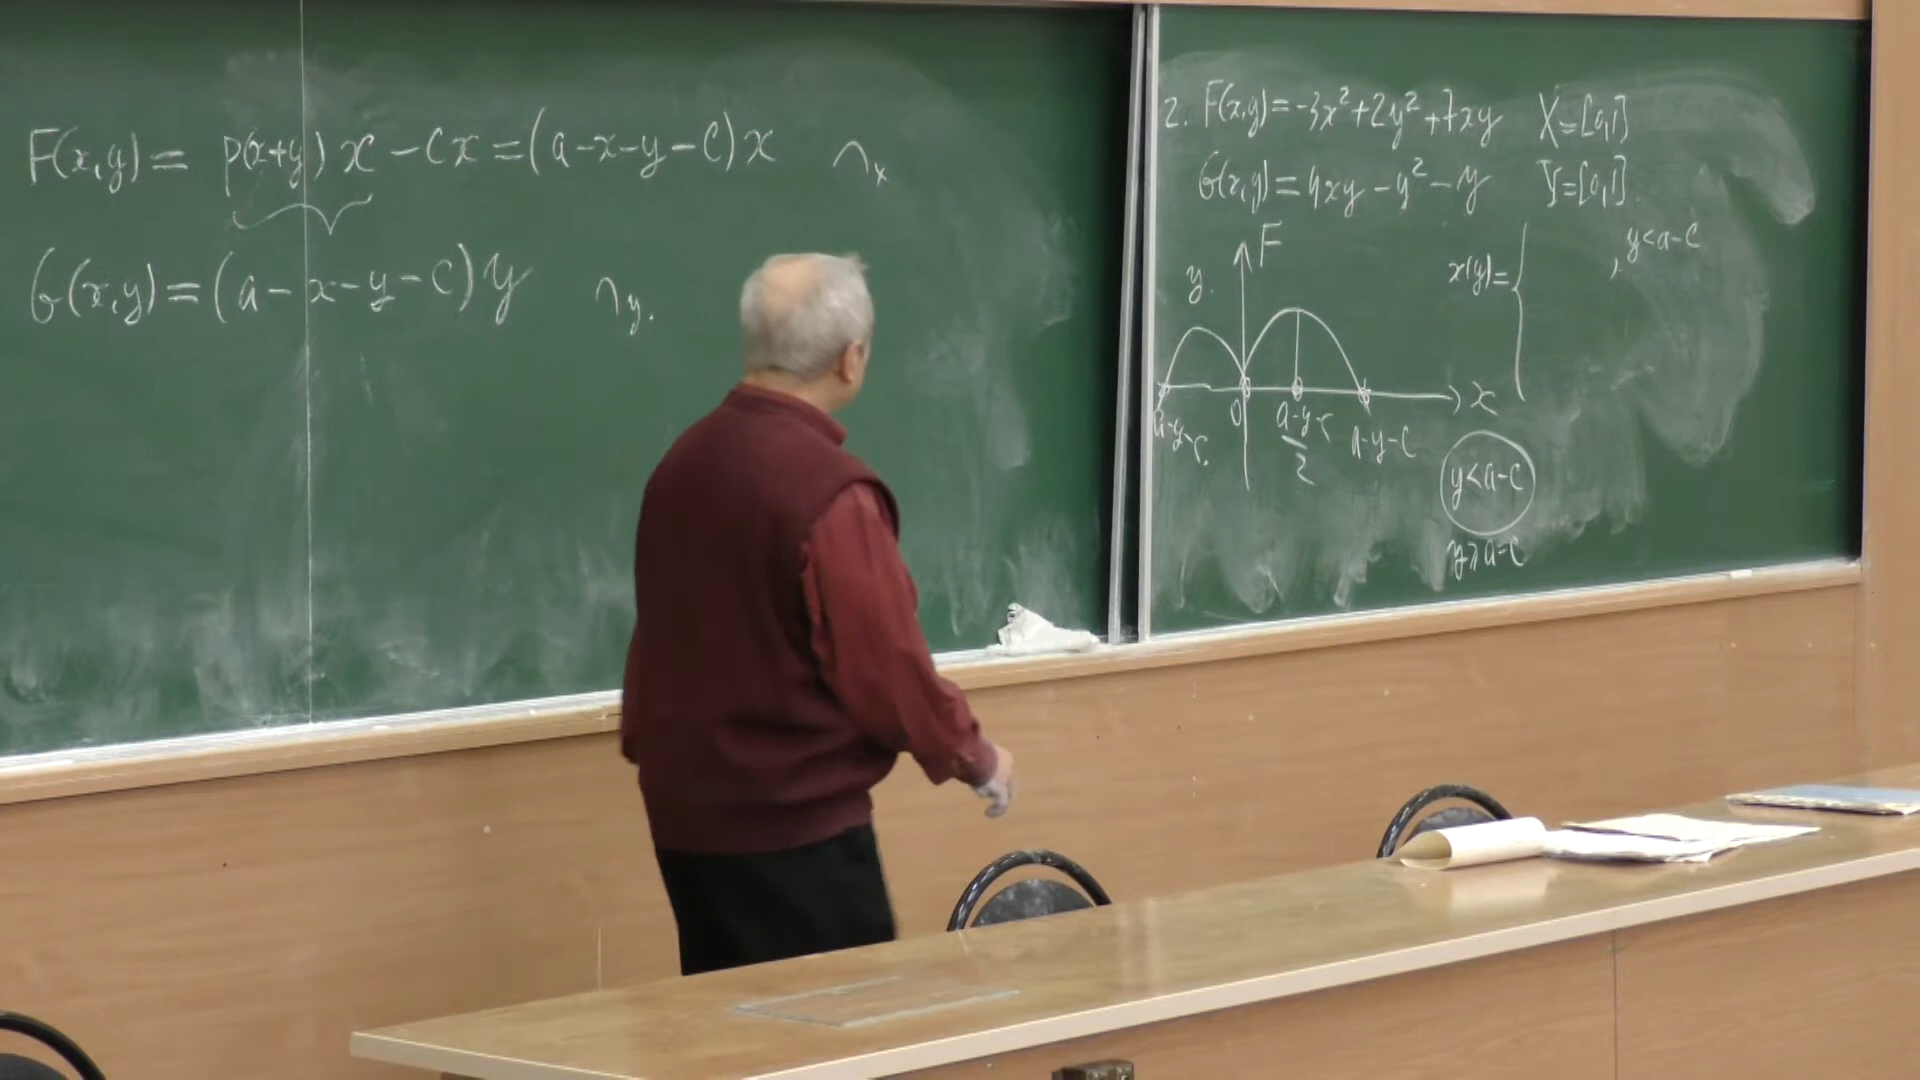 F(x,y) = p(x+y) x - cx = (a-x-y-c) x ∩x
G(x,y) = (a-x-y-c) y ∩y.
2. F(x,y) = -3x²+2y²+7xy X=[0,1]
G(x,y) = 4xy - y² - y Y=[0,1].
y. F
x(y) = { , y<a-c
a-y-c. 0 (a-y-c)/2 a-y-c x
y<a-c
y⩾a-c